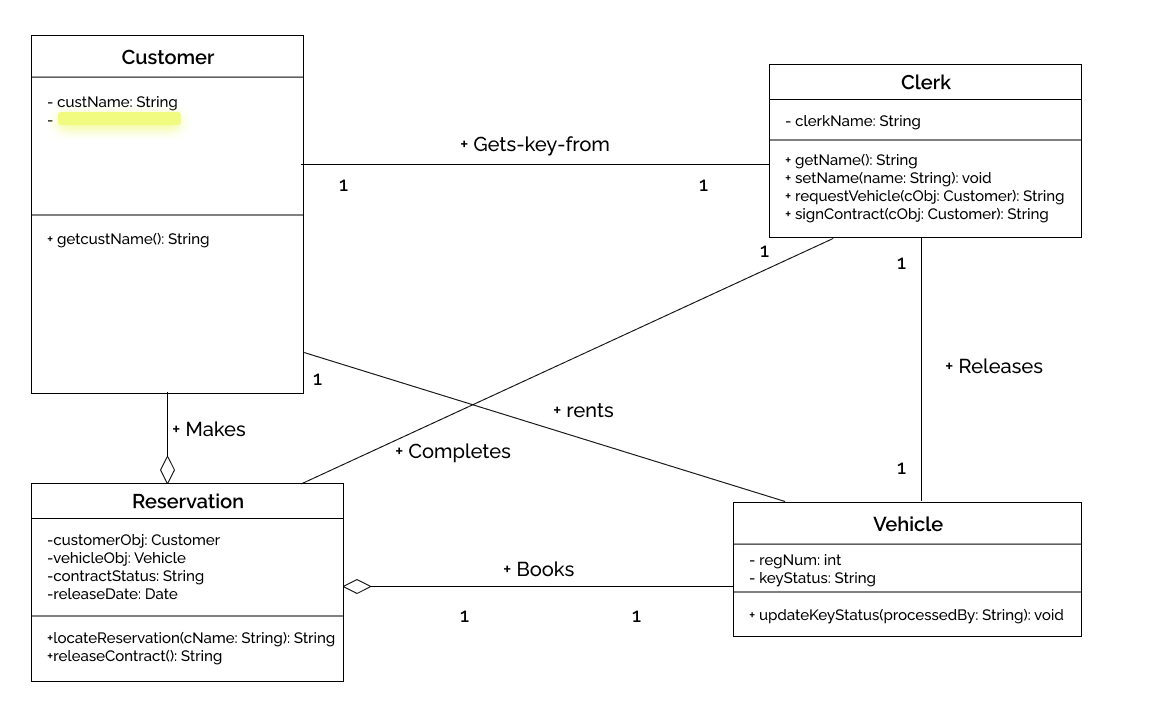 Customer
- custName: String
-
+ getcustName(): String
+ Gets-key-from
1
1
Clerk
- clerkName: String
+ getName(): String
+ setName(name: String): void
+ requestVehicle(cObj: Customer): String
+ signContract(cObj: Customer): String
1
1
+ Releases
1
1
+ rents
+ Completes
+ Makes
Reservation
-customerObj: Customer
-vehicleObj: Vehicle
-contractStatus: String
-releaseDate: Date
+locateReservation(cName: String): String
+releaseContract(): String
+ Books
1
1
Vehicle
- regNum: int
- keyStatus: String
+ updateKeyStatus(processedBy: String): void